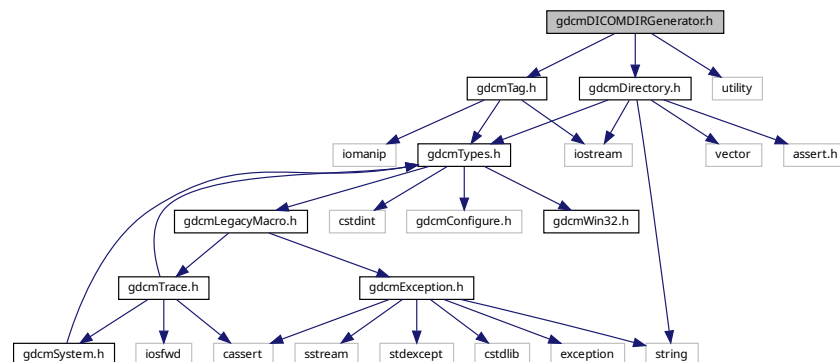 gdcmDICOMDIRGenerator.h
gdcmTag.h
gdcmDirectory.h
utility
iomanip
gdcmTypes.h
iostream
vector
assert.h
gdcmLegacyMacro.h
cstdint
gdcmConfigure.h
gdcmWin32.h
gdcmTrace.h
gdcmException.h
gdcmSystem.h
iosfwd
cassert
sstream
stdexcept
cstdlib
exception
string